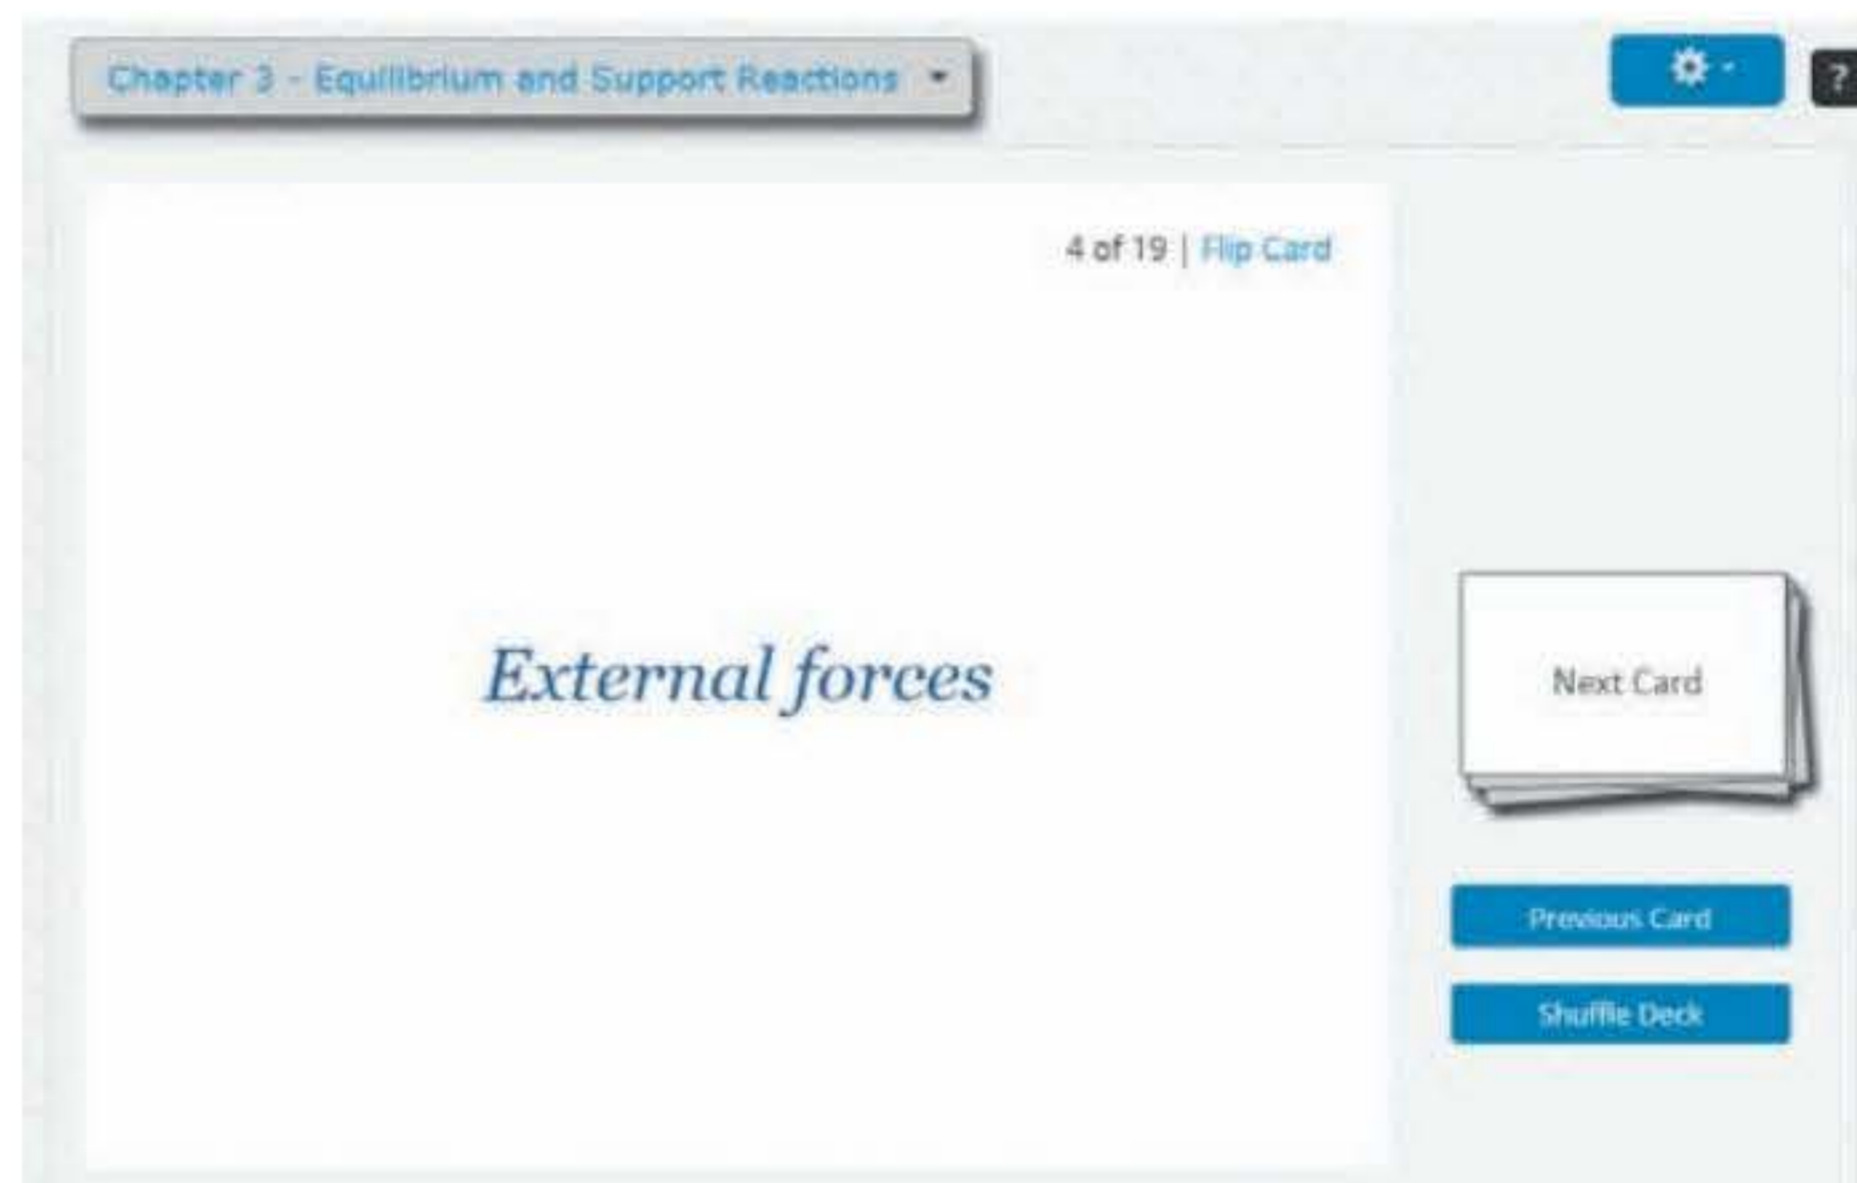 Chapter 3 - Equilibrium and Support Reactions
?
4 of 19 | Flip Card
External forces
Next Card
Previous Card
Shuffle Deck